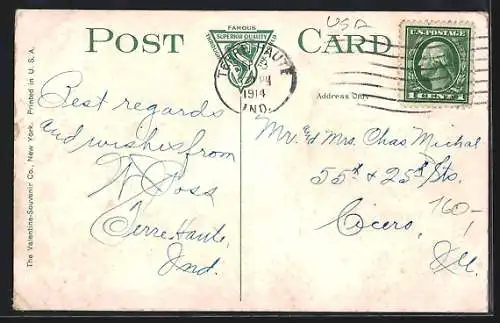 USA
FAMOUS
SUPERIOR QUALITY
POST CARD
U.S. POSTAGE
1 CENT 1
TERRE HAUTE
1914
IND.
Address Only
Best regards
and wishes from
Terre Haute,
Ind.
Mr. and Mrs. Chas Michal
55th & 25th Sts.
Cicero,
Ill.
160,-
The Valentine-Souvenir Co., New York. Printed in U.S.A.